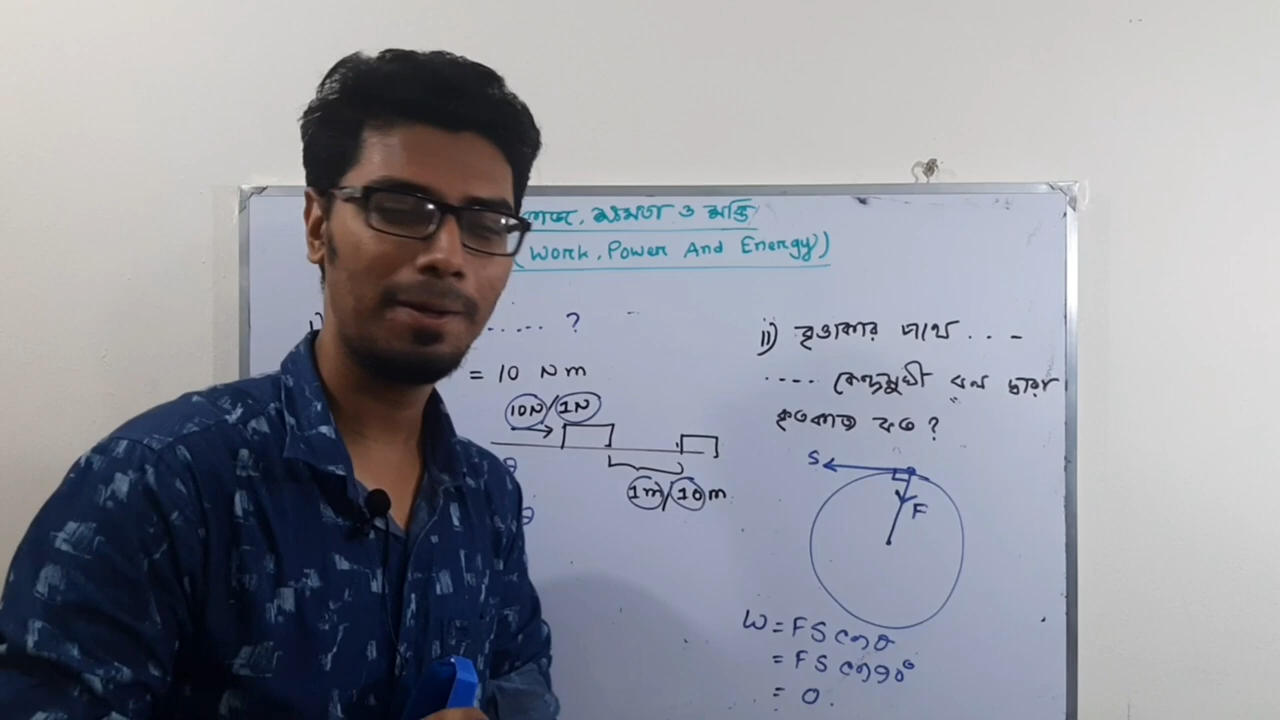 কাজ, ক্ষমতা ও শক্তি
(Work, Power And Energy)
i) ..... ?
= 10 Nm
10N/1N
θ
1m/10m
θ
ii) বৃত্তাকার পথে ...-
.... কেন্দ্রমুখী বল দ্বারা
কৃতকাজ কত?
S
F
W = FS cosθ
= FS cos90°
= 0.